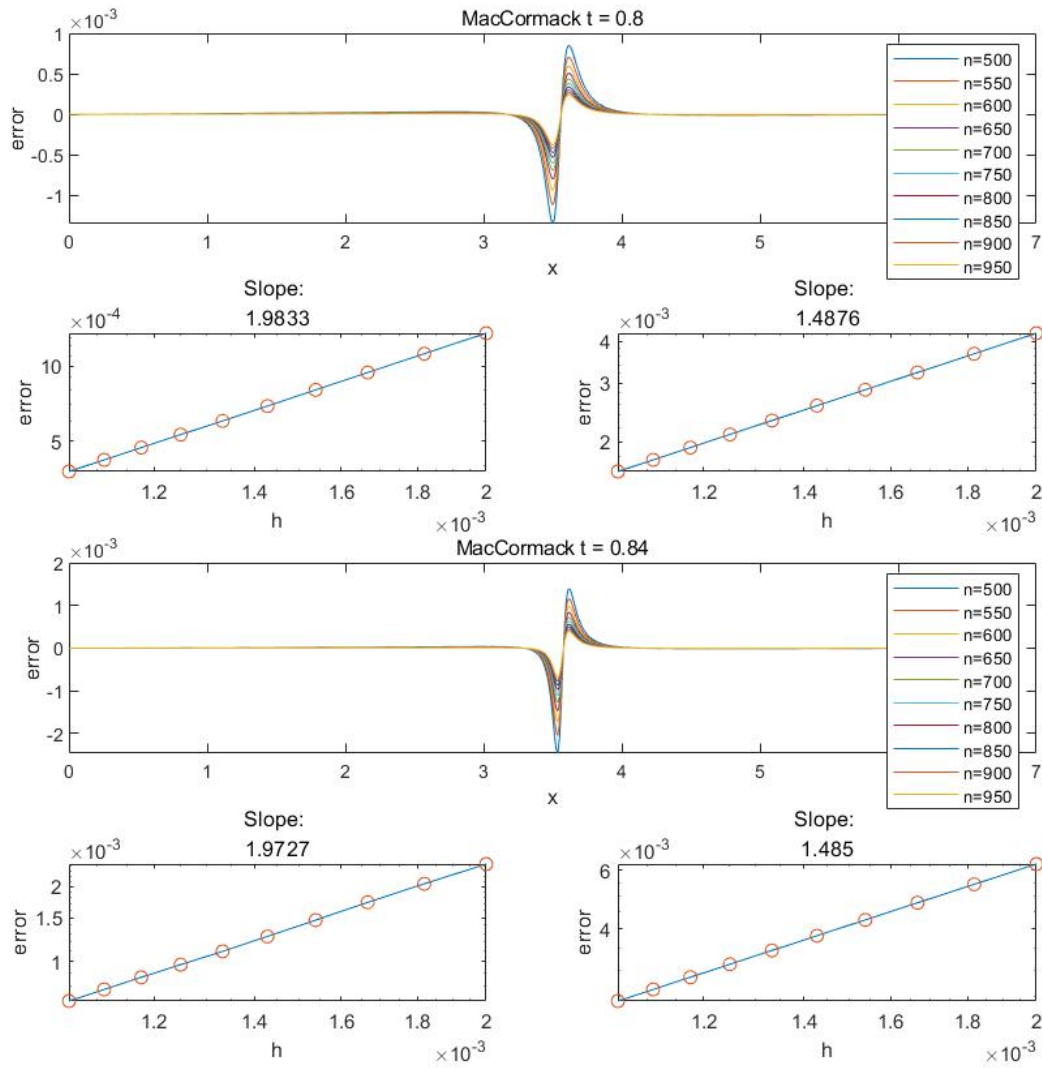 MacCormack t = 0.8
×10-3
1
0.5
0
-0.5
-1
error
0 1 2 3 4 5 7
x
n=500
n=550
n=600
n=650
n=700
n=750
n=800
n=850
n=900
n=950
Slope:
1.9833
×10-4
10
5
error
1.2 1.4 1.6 1.8 2
h
×10-3
Slope:
1.4876
×10-3
4
3
2
error
1.2 1.4 1.6 1.8 2
h
×10-3
MacCormack t = 0.84
×10-3
2
1
0
-1
-2
error
0 1 2 3 4 5 7
x
n=500
n=550
n=600
n=650
n=700
n=750
n=800
n=850
n=900
n=950
Slope:
1.9727
×10-3
2
1.5
1
error
1.2 1.4 1.6 1.8 2
h
×10-3
Slope:
1.485
×10-3
6
4
error
1.2 1.4 1.6 1.8 2
h
×10-3